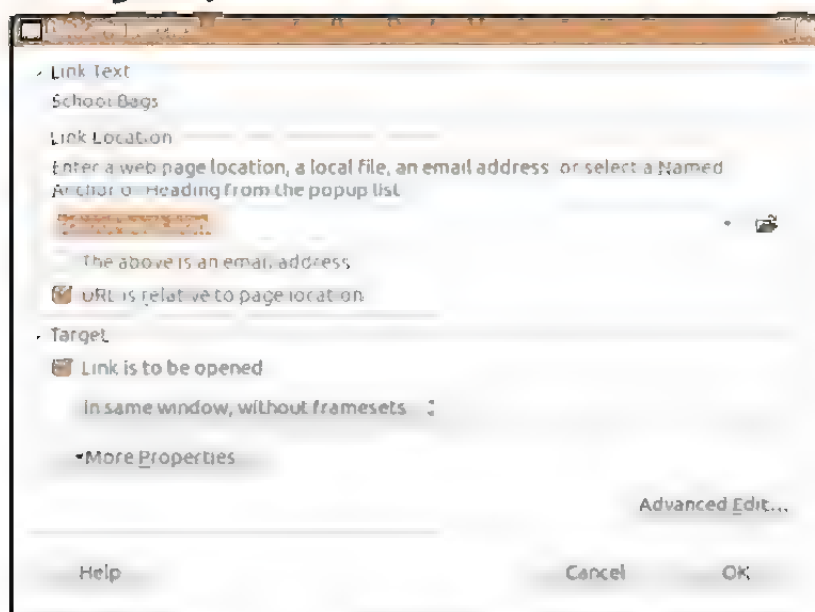 Link Text
School Bags
Link Location
Enter a web page location, a local file, an email address or select a Named
Anchor or Heading from the popup list
The above is an email address
URL is relative to page location
Target
Link is to be opened
in same window, without framesets
More Properties
Advanced Edit...
Help Cancel OK